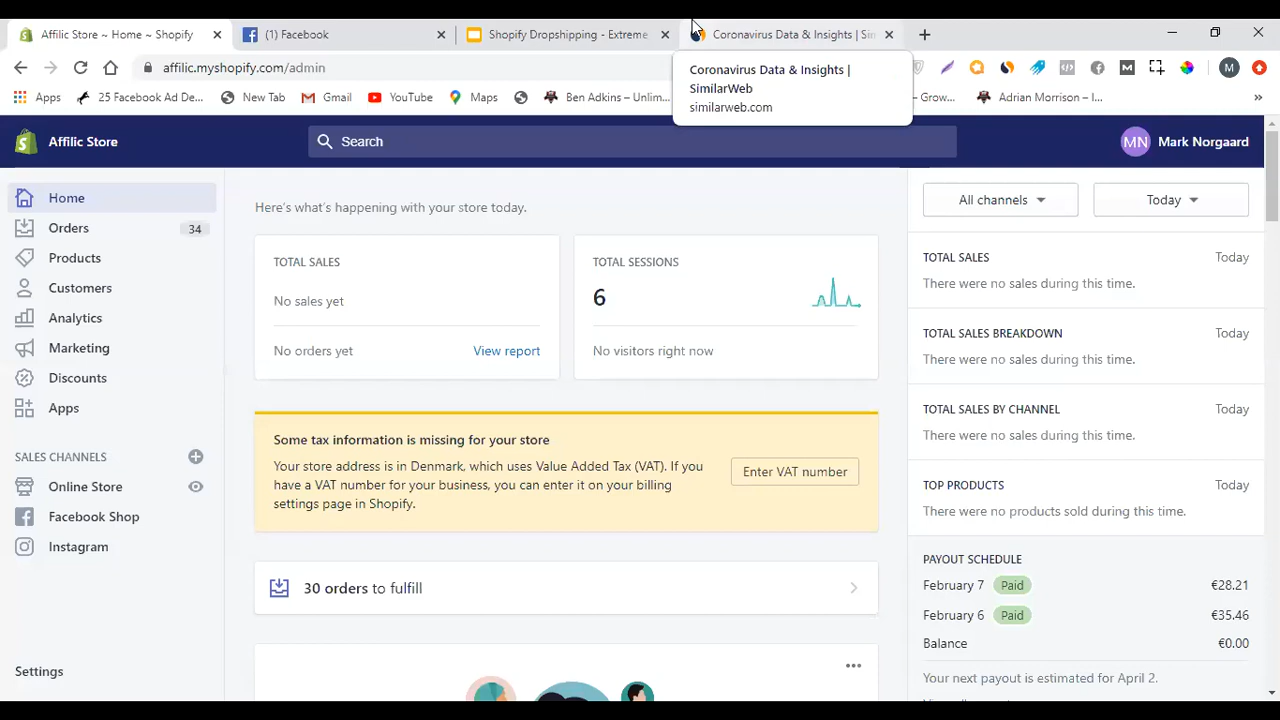 Affilic Store ~ Home ~ Shopify
(1) Facebook
Shopify Dropshipping - Extreme
Coronavirus Data & Insights | Sim
affilic.myshopify.com/admin
Coronavirus Data & Insights |
SimilarWeb
similarweb.com
M
Apps
25 Facebook Ad De...
New Tab
Gmail
YouTube
Maps
Ben Adkins – Unlim...
Grow...
Adrian Morrison – I...
»
Affilic Store
Search
MN
Mark Norgaard
Home
Orders
34
Products
Customers
Analytics
Marketing
Discounts
Apps
SALES CHANNELS
Online Store
Facebook Shop
Instagram
Settings
Here's what's happening with your store today.
TOTAL SALES
No sales yet
No orders yet
View report
TOTAL SESSIONS
6
No visitors right now
Some tax information is missing for your store
Your store address is in Denmark, which uses Value Added Tax (VAT). If you
have a VAT number for your business, you can enter it on your billing
settings page in Shopify.
Enter VAT number
30 orders to fulfill
All channels
Today
TOTAL SALES
Today
There were no sales during this time.
TOTAL SALES BREAKDOWN
Today
There were no sales during this time.
TOTAL SALES BY CHANNEL
Today
There were no sales during this time.
TOP PRODUCTS
Today
There were no products sold during this time.
PAYOUT SCHEDULE
February 7 Paid €28.21
February 6 Paid €35.46
Balance €0.00
Your next payout is estimated for April 2.